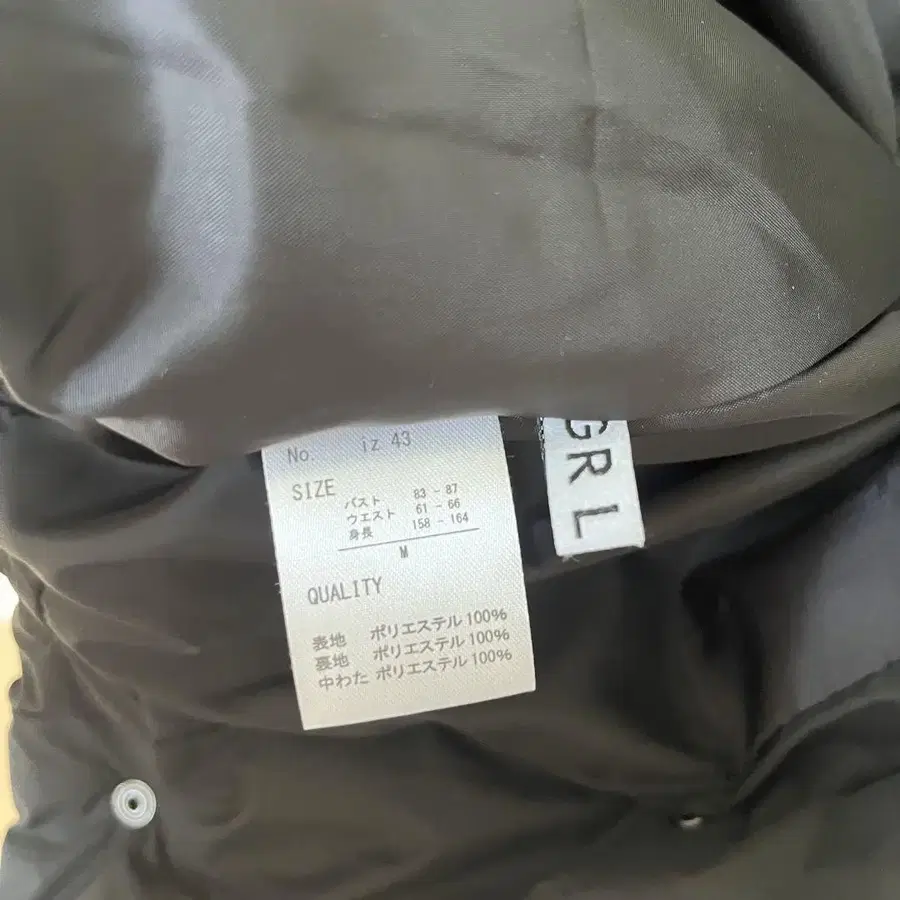 No. iz 43
SIZE
バスト 83 - 87
ウエスト 61 - 66
身長 158 - 164
M
QUALITY
表地 ポリエステル100%
裏地 ポリエステル100%
中わた ポリエステル100%
GRL